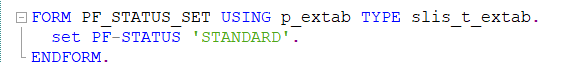 FORM PF_STATUS_SET USING p_extab TYPE slis_t_extab.
set PF-STATUS 'STANDARD'.
ENDFORM.